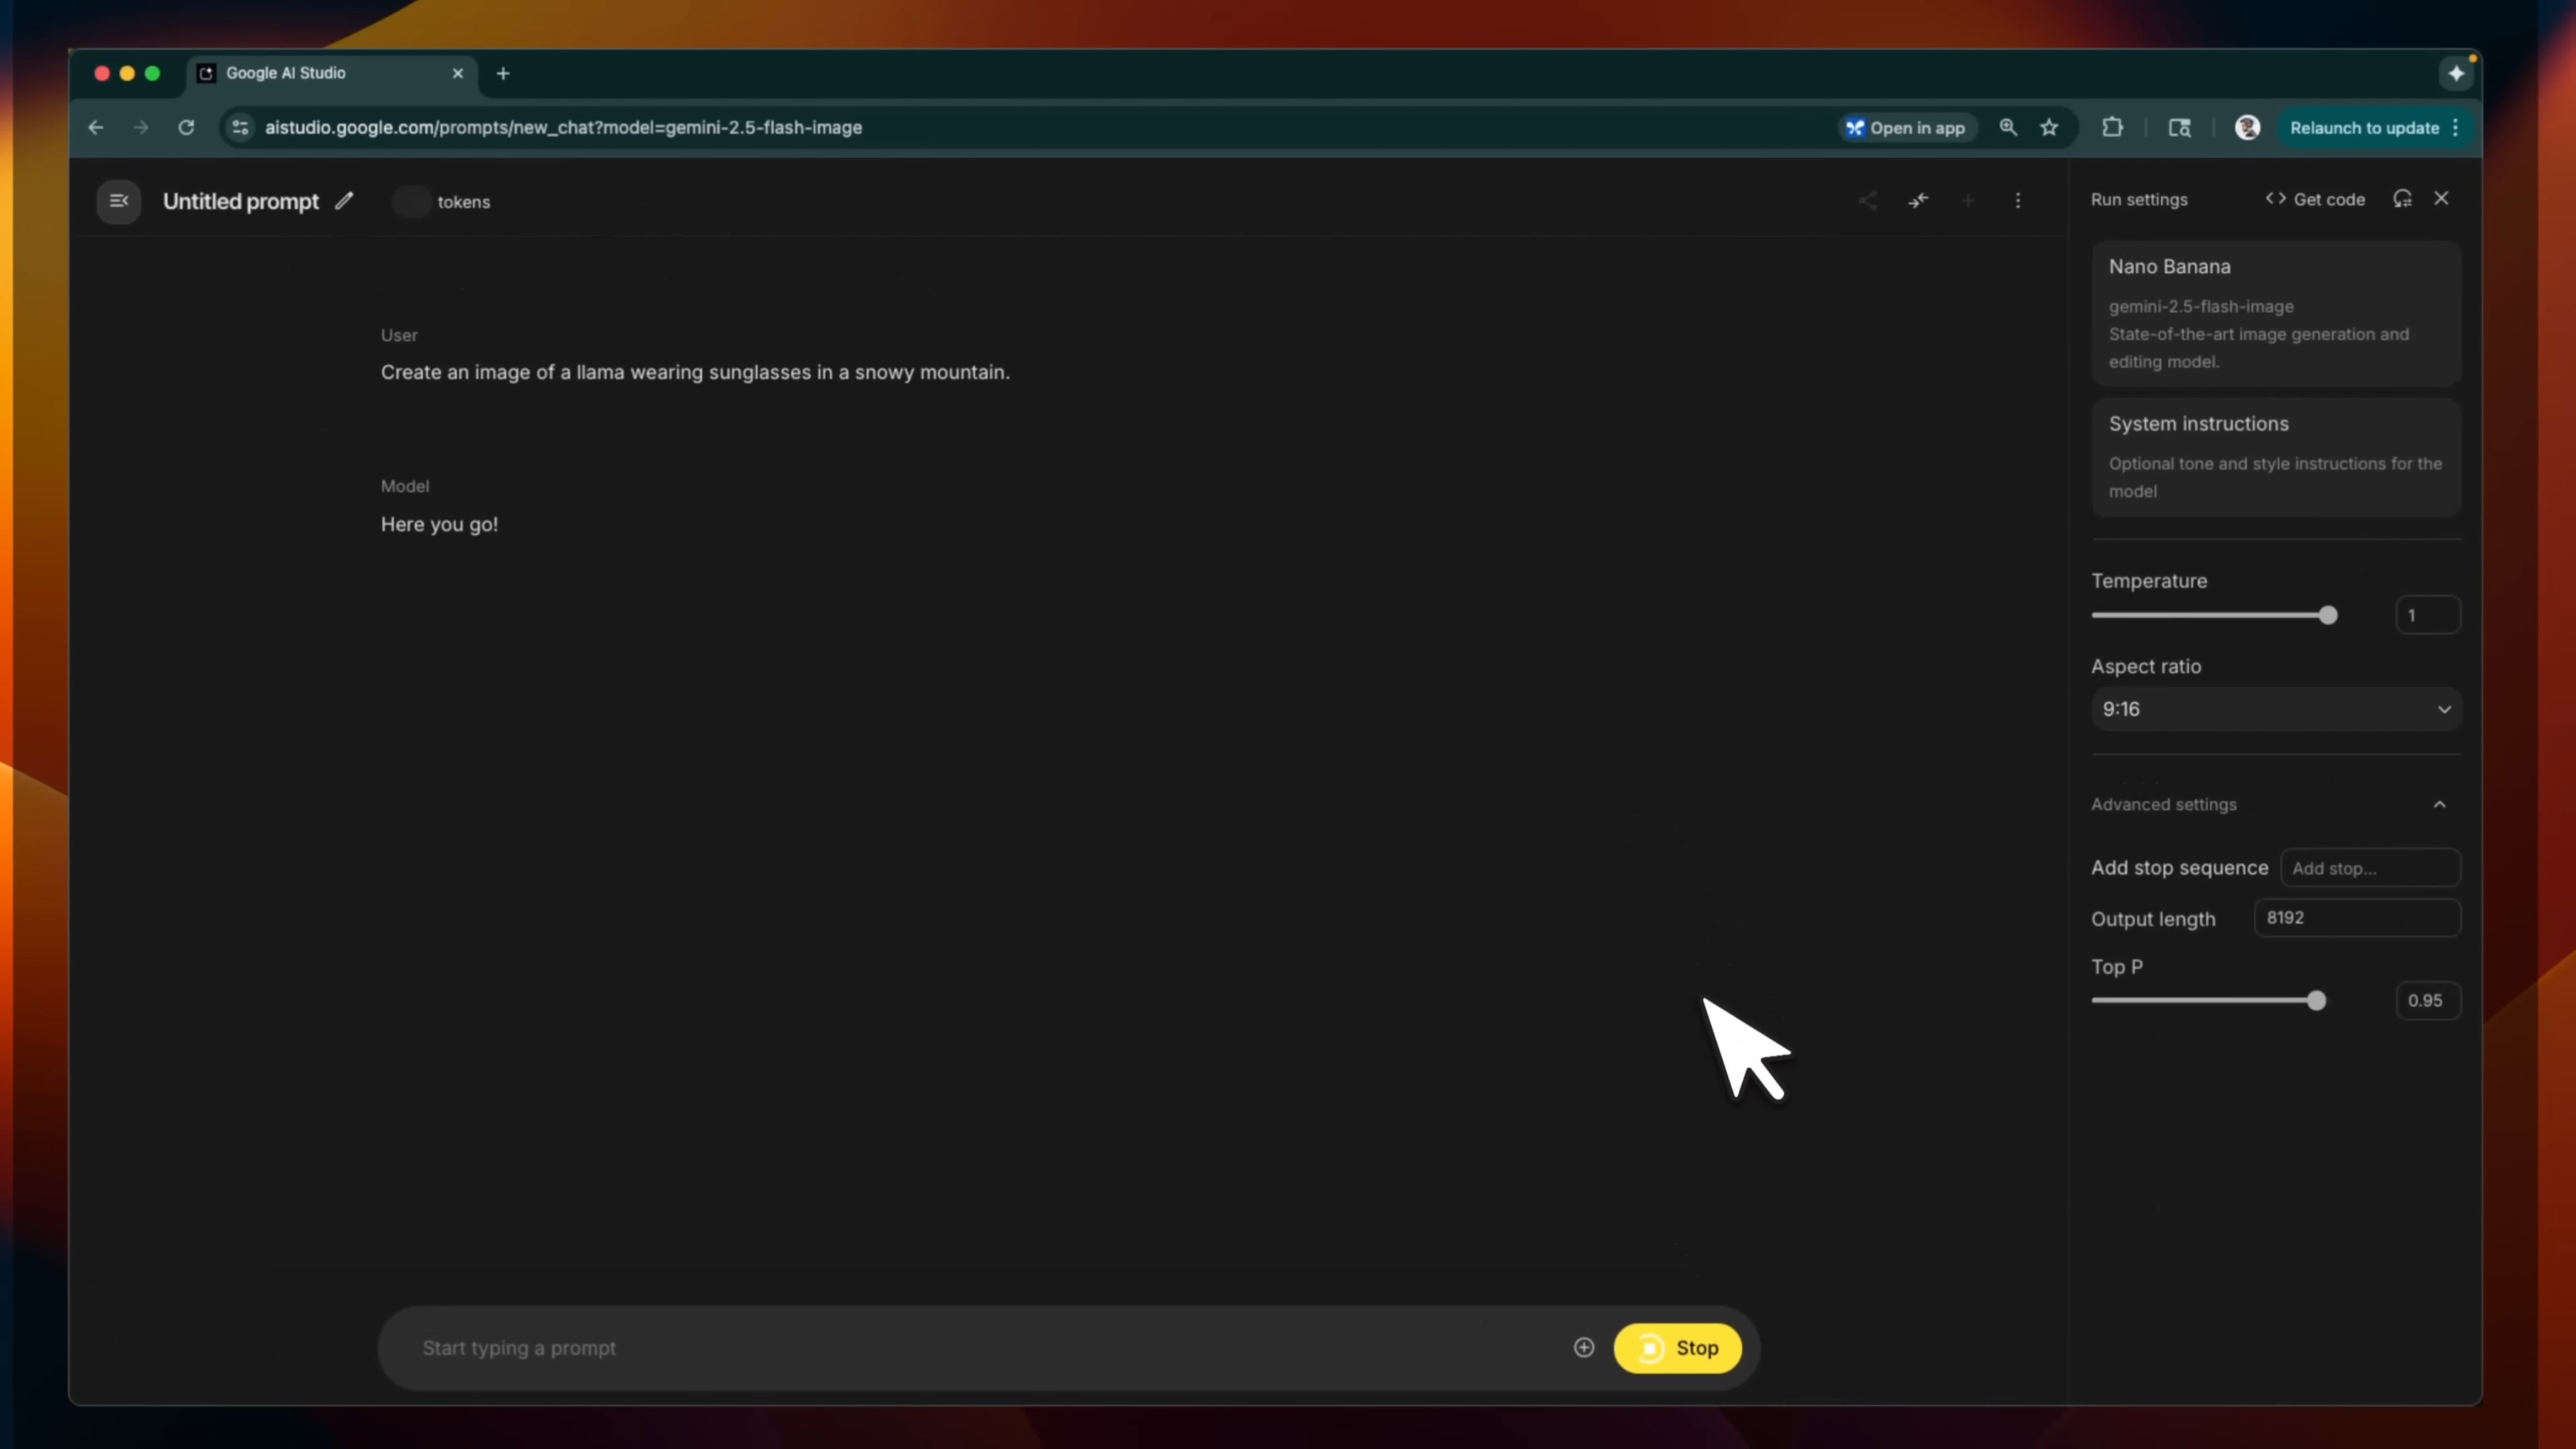 Google AI Studio
aistudio.google.com/prompts/new_chat?model=gemini-2.5-flash-image
Open in app
Relaunch to update
Untitled prompt
tokens
User
Create an image of a llama wearing sunglasses in a snowy mountain.
Model
Here you go!
Start typing a prompt
Stop
Run settings
Get code
Nano Banana
gemini-2.5-flash-image
State-of-the-art image generation and
editing model.
System instructions
Optional tone and style instructions for the
model
Temperature
1
Aspect ratio
9:16
Advanced settings
Add stop sequence
Add stop...
Output length
8192
Top P
0.95